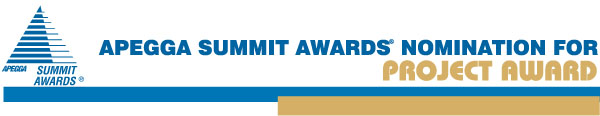 APEGGA
SUMMIT
AWARDS®
APEGGA SUMMIT AWARDS® NOMINATION FOR
PROJECT AWARD